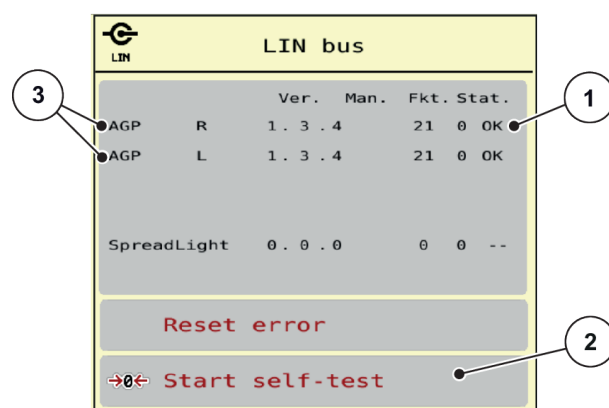 LIN
LIN bus
Ver. Man. Fkt. Stat.
AGP R 1.3.4 21 0 OK
AGP L 1.3.4 21 0 OK
SpreadLight 0.0.0 0 0 --
Reset error
→0← Start self-test
3
1
2